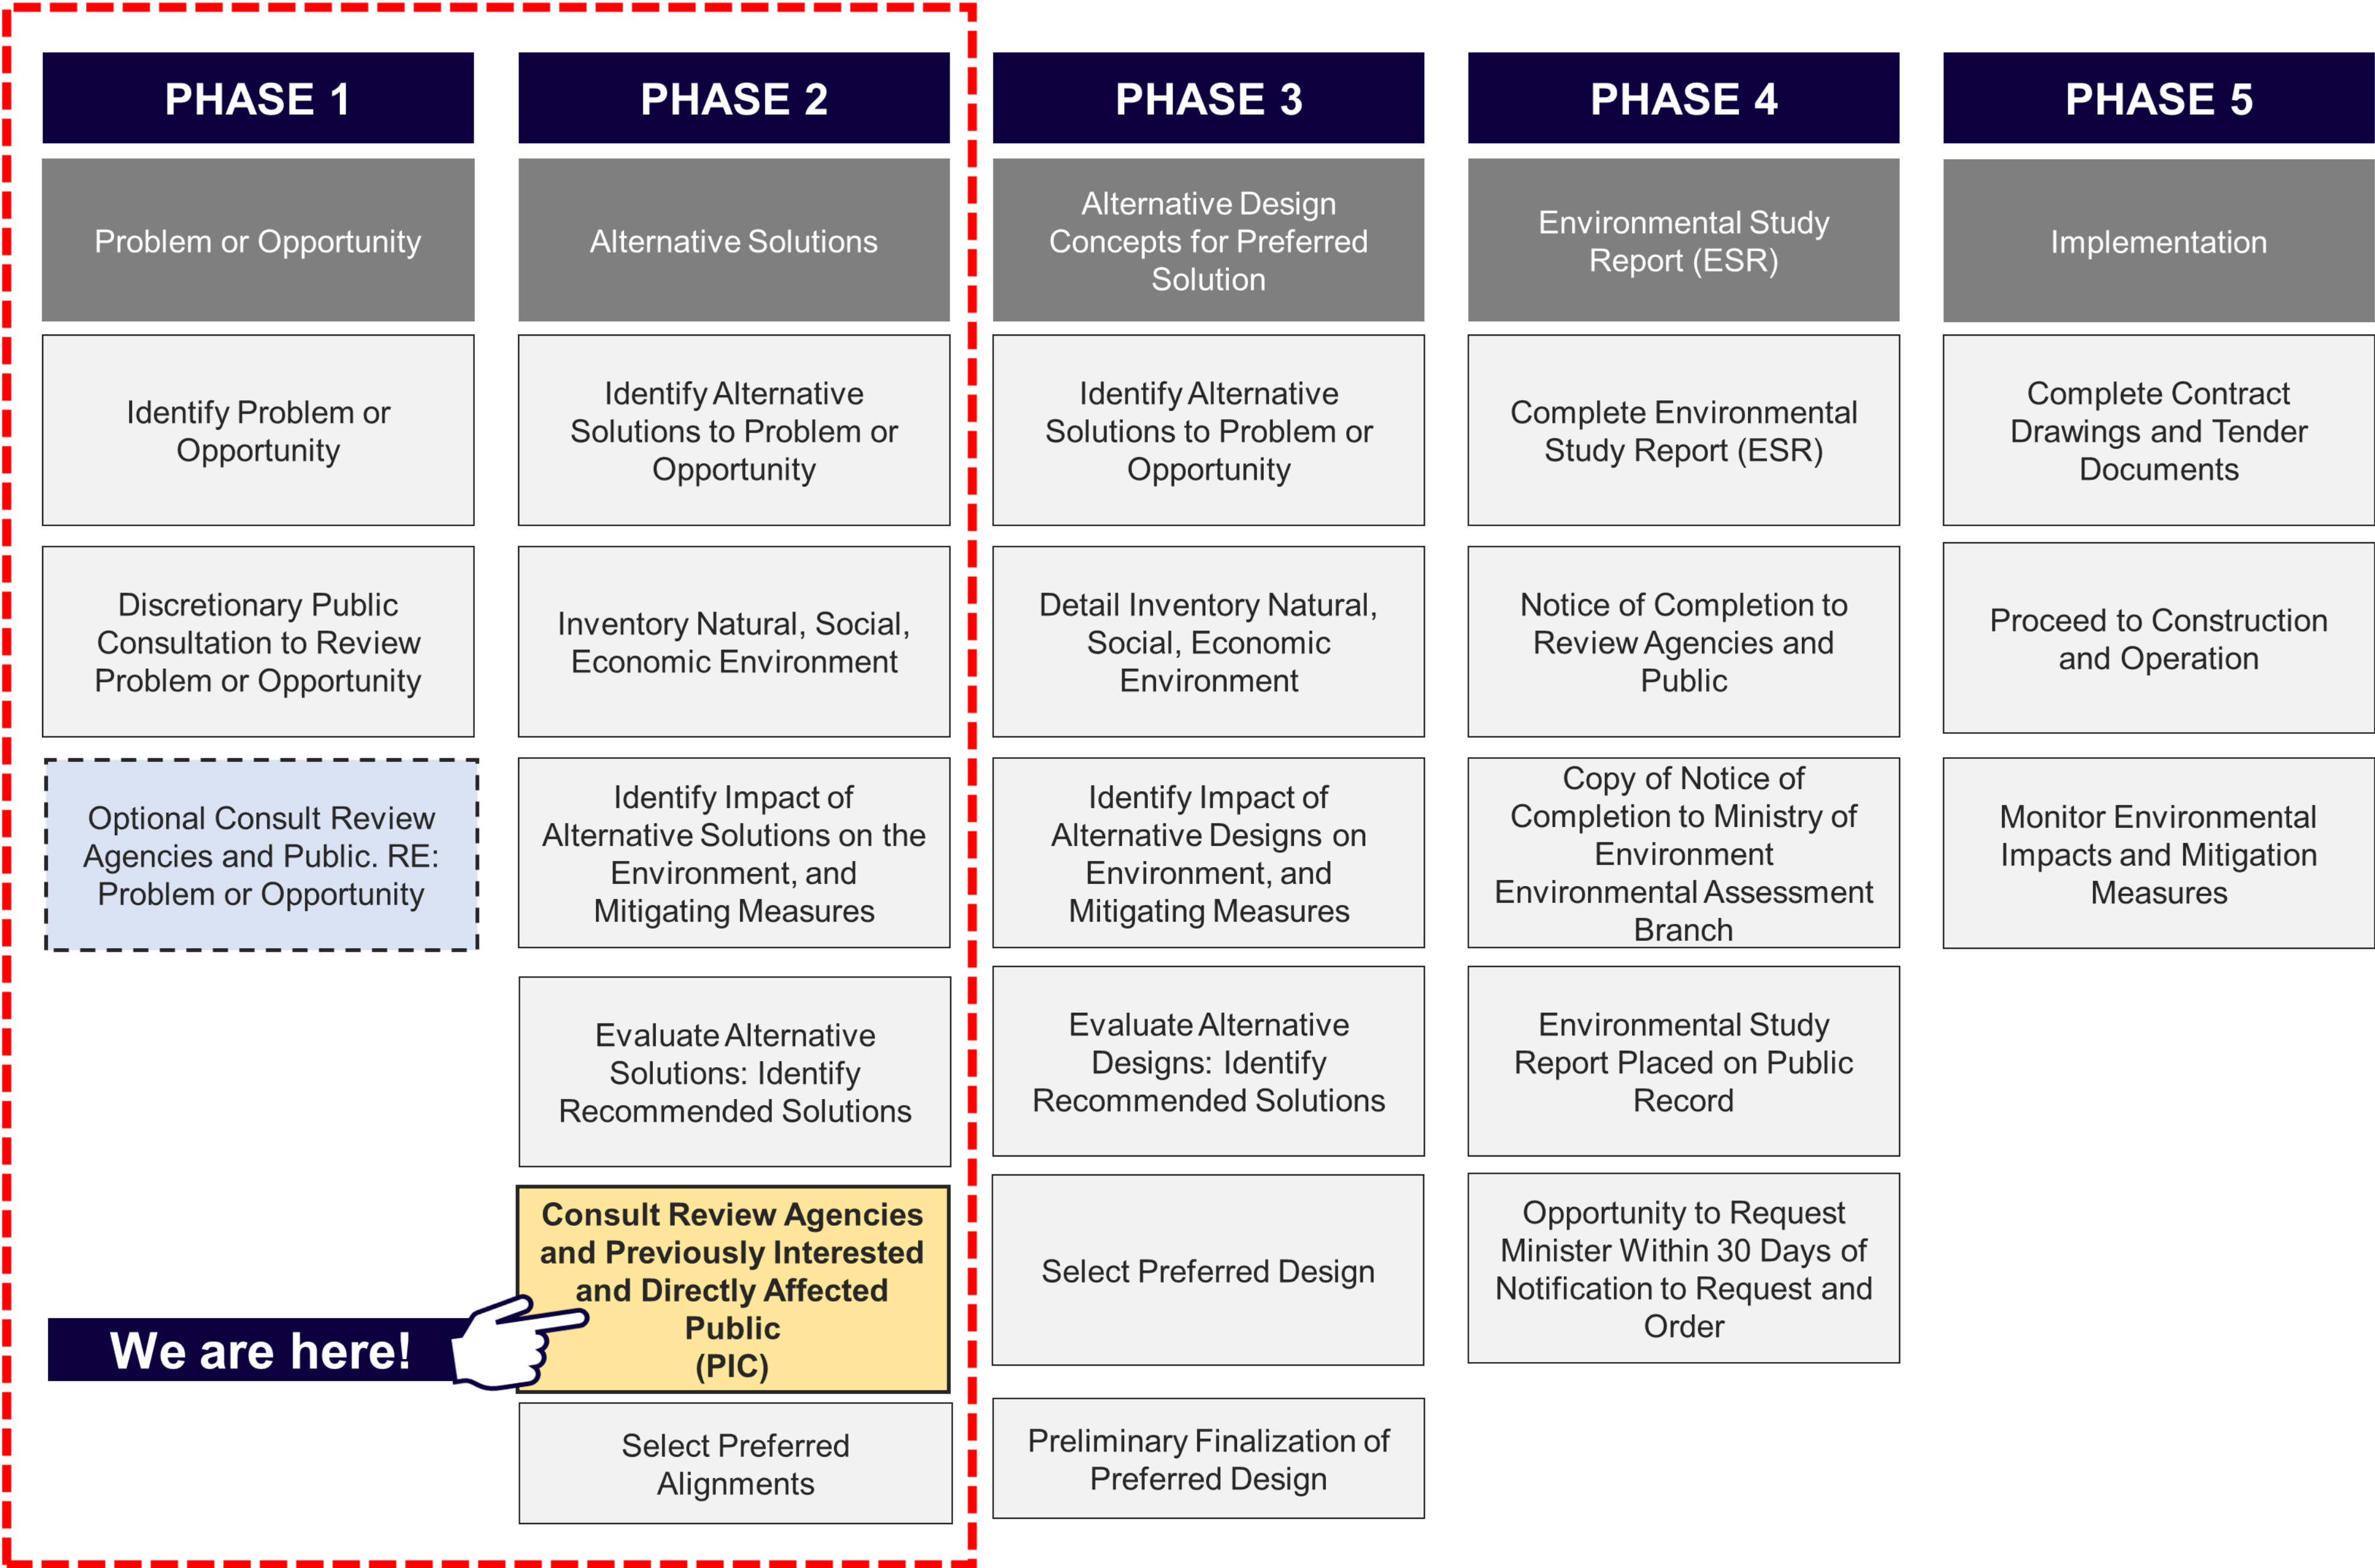 PHASE 1
Problem or Opportunity
Identify Problem or
Opportunity
Discretionary Public
Consultation to Review
Problem or Opportunity
Optional Consult Review
Agencies and Public. RE:
Problem or Opportunity
We are here!
PHASE 2
Alternative Solutions
Identify Alternative
Solutions to Problem or
Opportunity
Inventory Natural, Social,
Economic Environment
Identify Impact of
Alternative Solutions on the
Environment, and
Mitigating Measures
Evaluate Alternative
Solutions: Identify
Recommended Solutions
Consult Review Agencies
and Previously Interested
and Directly Affected
Public
(PIC)
Select Preferred
Alignments
PHASE 3
Alternative Design
Concepts for Preferred
Solution
Identify Alternative
Solutions to Problem or
Opportunity
Detail Inventory Natural,
Social, Economic
Environment
Identify Impact of
Alternative Designs on
Environment, and
Mitigating Measures
Evaluate Alternative
Designs: Identify
Recommended Solutions
Select Preferred Design
Preliminary Finalization of
Preferred Design
PHASE 4
Environmental Study
Report (ESR)
Complete Environmental
Study Report (ESR)
Notice of Completion to
Review Agencies and
Public
Copy of Notice of
Completion to Ministry of
Environment
Environmental Assessment
Branch
Environmental Study
Report Placed on Public
Record
Opportunity to Request
Minister Within 30 Days of
Notification to Request and
Order
PHASE 5
Implementation
Complete Contract
Drawings and Tender
Documents
Proceed to Construction
and Operation
Monitor Environmental
Impacts and Mitigation
Measures